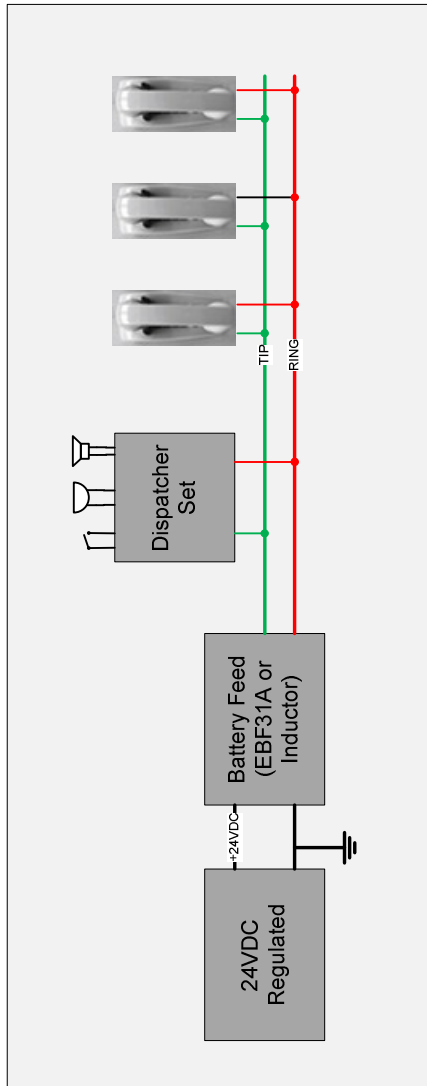 24VDC
Regulated
+24VDC
Battery Feed
(EBF31A or
Inductor)
Dispatcher
Set
TIP
RING